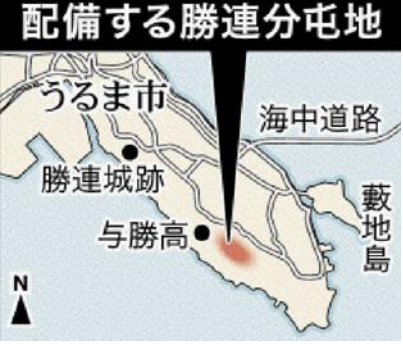 配備する勝連分屯地
うるま市
海中道路
勝連城跡
藪地島
与勝高
N